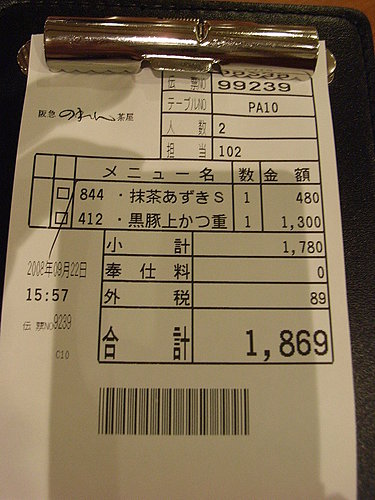 伝票NO 99239
阪急 のれん 茶屋
テーブルNO PA10
人数 2
担当 102
メニュー名 数 金額
844 ・抹茶あずきS 1 480
412 ・黒豚上かつ重 1 1,300
小計 1,780
2008年09月22日
奉仕料 0
15:57
外税 89
伝票NO9239
合計 1,869
C10